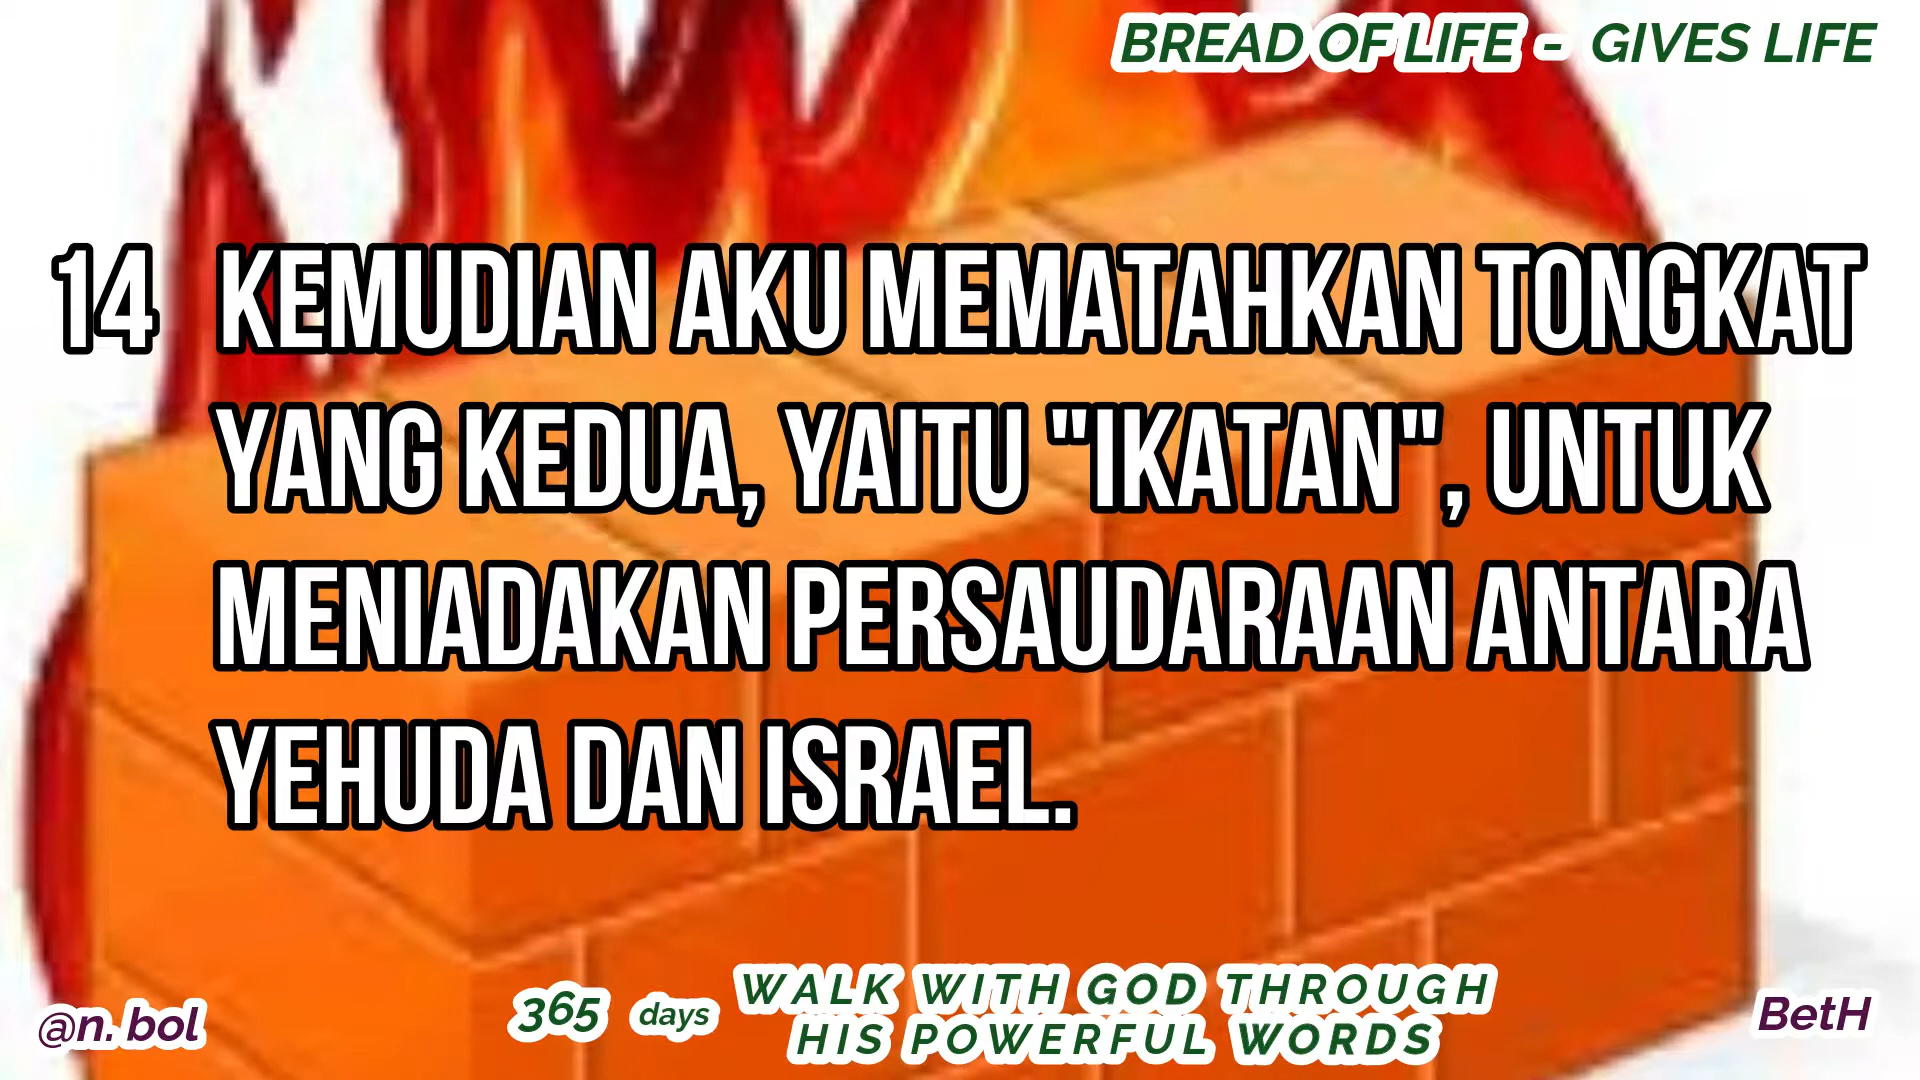 BREAD OF LIFE - GIVES LIFE
14 KEMUDIAN AKU MEMATAHKAN TONGKAT
YANG KEDUA, YAITU "IKATAN", UNTUK
MENIADAKAN PERSAUDARAAN ANTARA
YEHUDA DAN ISRAEL.
@n. bol
365 days
WALK WITH GOD THROUGH
HIS POWERFUL WORDS
BetH